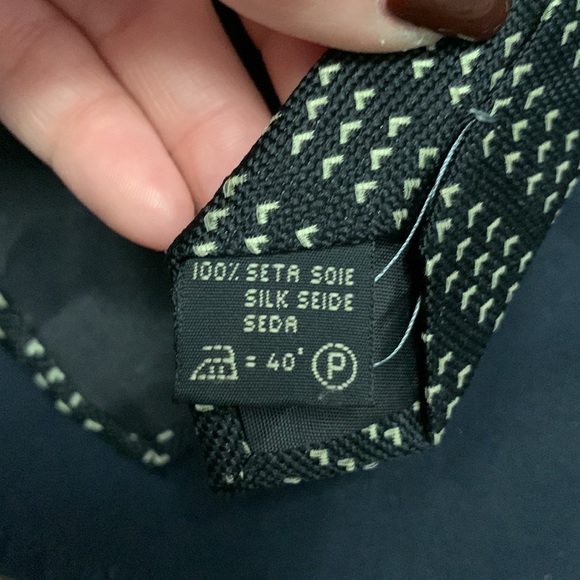 100% SETA SOIE
SILK SEIDE
SEDA
= 40° P